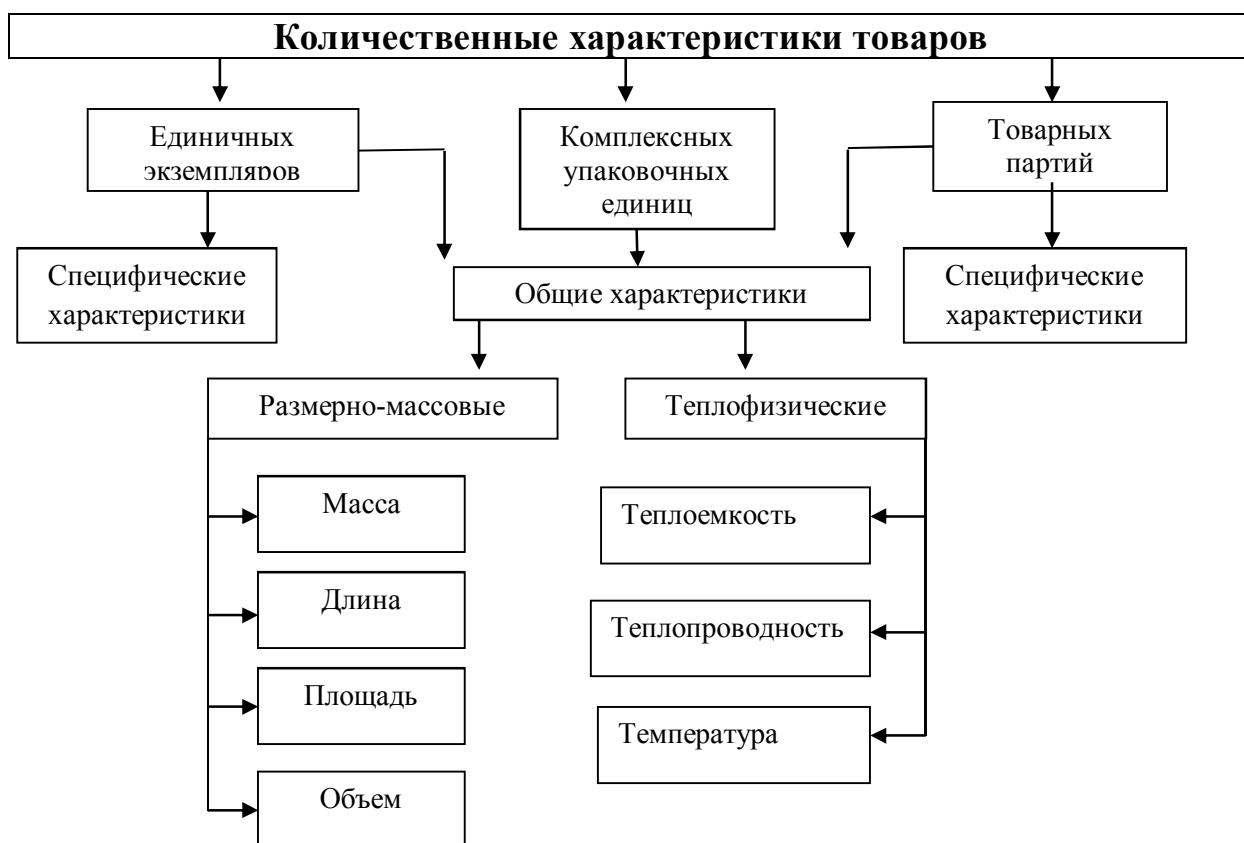 Количественные характеристики товаров
Единичных
экземпляров
Комплексных
упаковочных
единиц
Товарных
партий
Специфические
характеристики
Общие характеристики
Специфические
характеристики
Размерно-массовые
Теплофизические
Масса
Длина
Площадь
Объем
Теплоемкость
Теплопроводность
Температура